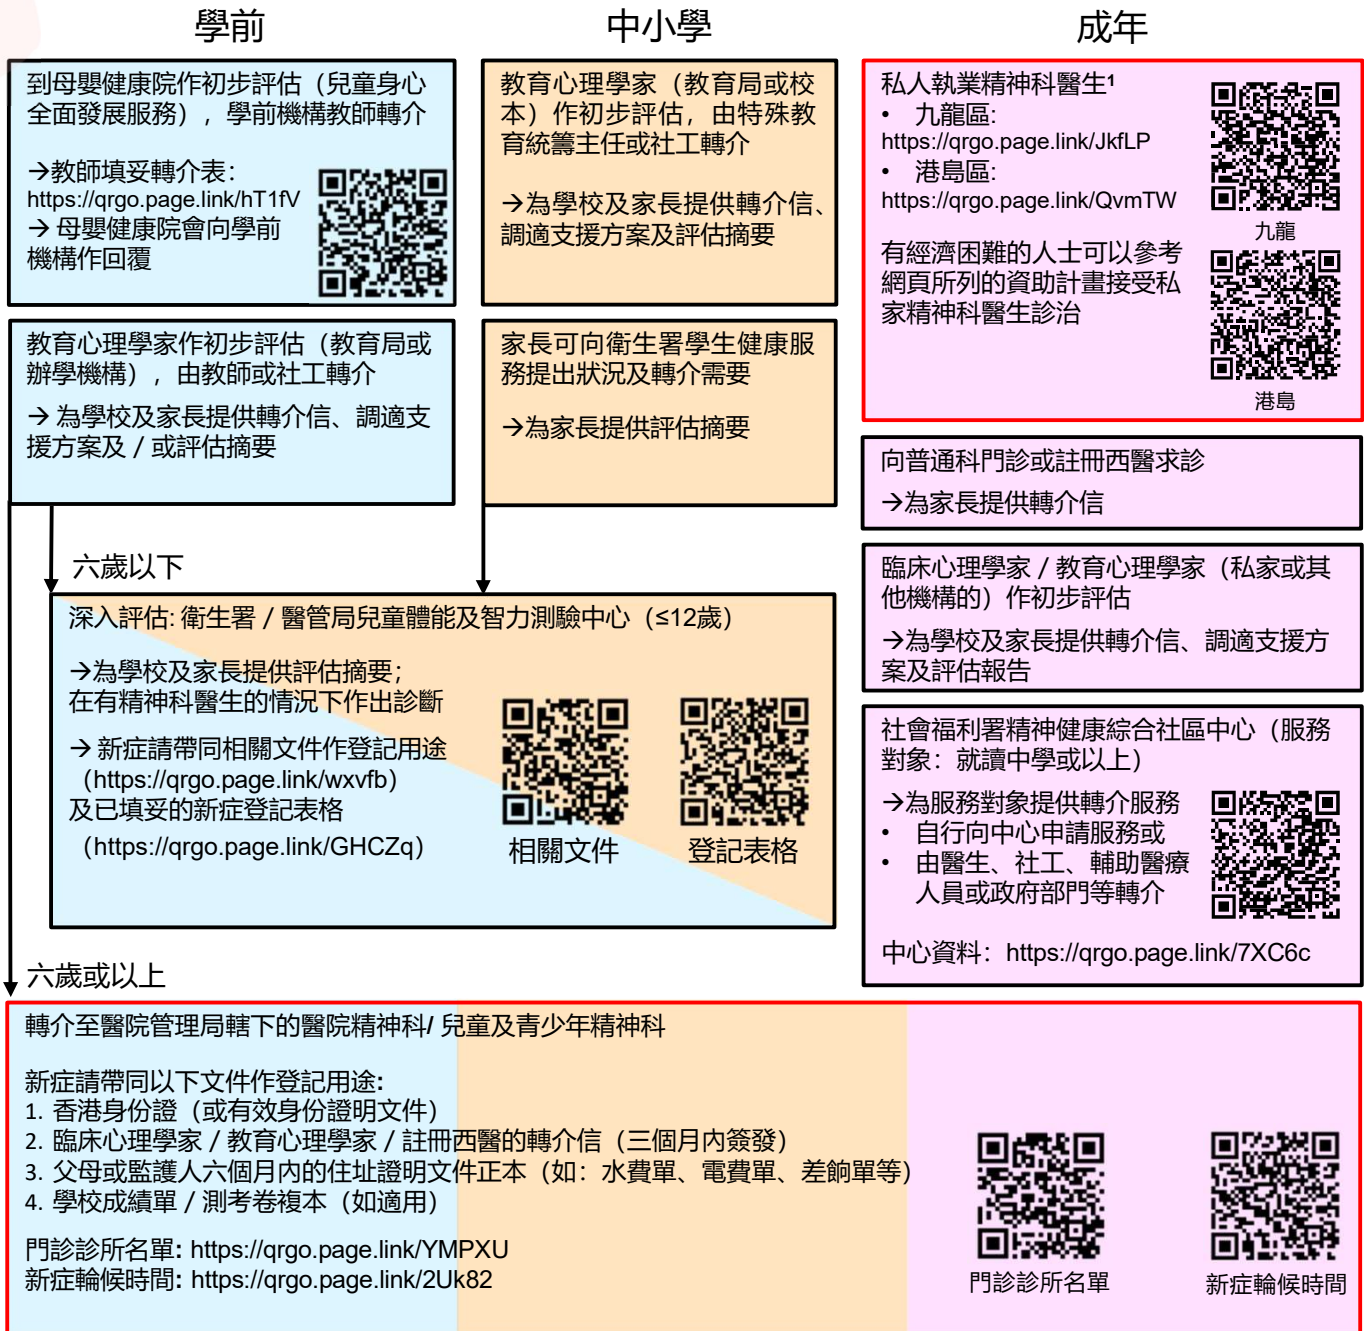 學前
到母嬰健康院作初步評估（兒童身心
全面發展服務），學前機構教師轉介
→教師填妥轉介表：
https://qrgo.page.link/hT1fV
→ 母嬰健康院會向學前
機構作回覆
教育心理學家作初步評估（教育局或
辦學機構），由教師或社工轉介
→ 為學校及家長提供轉介信、調適支
援方案及 / 或評估摘要
中小學
教育心理學家（教育局或校
本）作初步評估，由特殊教
育統籌主任或社工轉介
→為學校及家長提供轉介信、
調適支援方案及評估摘要
家長可向衞生署學生健康服
務提出狀況及轉介需要
→為家長提供評估摘要
成年
私人執業精神科醫生¹
• 九龍區:
https://qrgo.page.link/JkfLP
• 港島區:
https://qrgo.page.link/QvmTW
九龍
有經濟困難的人士可以參考
網頁所列的資助計畫接受私
家精神科醫生診治
港島
向普通科門診或註冊西醫求診
→為家長提供轉介信
臨床心理學家 / 教育心理學家（私家或其
他機構的）作初步評估
→為學校及家長提供轉介信、調適支援方
案及評估報告
社會福利署精神健康綜合社區中心（服務
對象：就讀中學或以上）
→為服務對象提供轉介服務
• 自行向中心申請服務或
• 由醫生、社工、輔助醫療
人員或政府部門等轉介
中心資料：https://qrgo.page.link/7XC6c
六歲以下
深入評估: 衞生署 / 醫管局兒童體能及智力測驗中心（≤12歲）
→為學校及家長提供評估摘要；
在有精神科醫生的情況下作出診斷
→ 新症請帶同相關文件作登記用途
（https://qrgo.page.link/wxvfb）
及已填妥的新症登記表格
（https://qrgo.page.link/GHCZq）
相關文件
登記表格
六歲或以上
轉介至醫院管理局轄下的醫院精神科/ 兒童及青少年精神科
新症請帶同以下文件作登記用途:
1. 香港身份證（或有效身份證明文件）
2. 臨床心理學家 / 教育心理學家 / 註冊西醫的轉介信（三個月內簽發）
3. 父母或監護人六個月內的住址證明文件正本（如：水費單、電費單、差餉單等）
4. 學校成績單 / 測考卷複本（如適用）
門診診所名單: https://qrgo.page.link/YMPXU
新症輪候時間: https://qrgo.page.link/2Uk82
門診診所名單
新症輪候時間